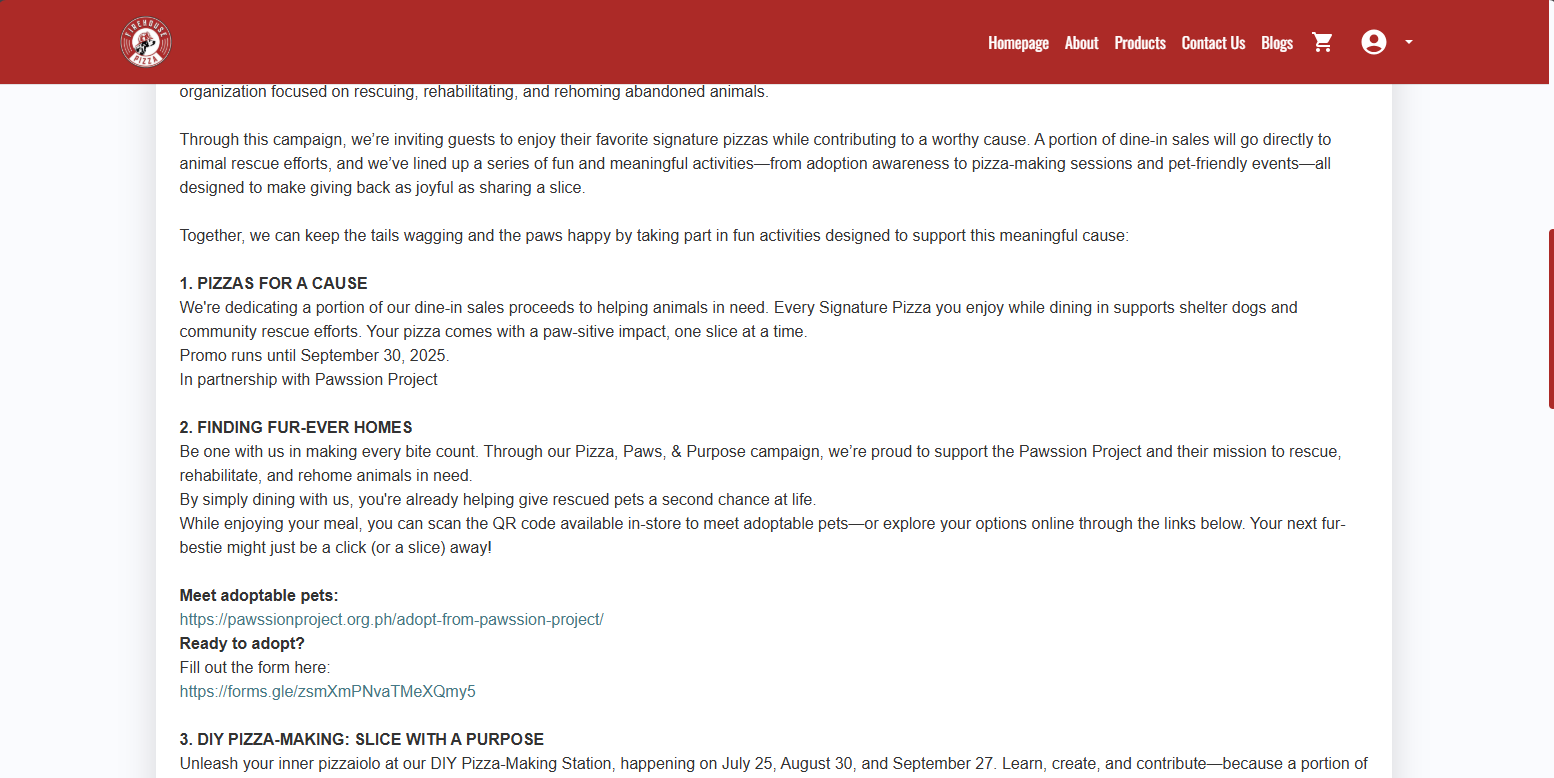 FIREHOUSE
PIZZA
Homepage About Products Contact Us Blogs
organization focused on rescuing, rehabilitating, and rehoming abandoned animals.
Through this campaign, we’re inviting guests to enjoy their favorite signature pizzas while contributing to a worthy cause. A portion of dine-in sales will go directly to
animal rescue efforts, and we’ve lined up a series of fun and meaningful activities—from adoption awareness to pizza-making sessions and pet-friendly events—all
designed to make giving back as joyful as sharing a slice.
Together, we can keep the tails wagging and the paws happy by taking part in fun activities designed to support this meaningful cause:
1. PIZZAS FOR A CAUSE
We're dedicating a portion of our dine-in sales proceeds to helping animals in need. Every Signature Pizza you enjoy while dining in supports shelter dogs and
community rescue efforts. Your pizza comes with a paw-sitive impact, one slice at a time.
Promo runs until September 30, 2025.
In partnership with Pawssion Project
2. FINDING FUR-EVER HOMES
Be one with us in making every bite count. Through our Pizza, Paws, & Purpose campaign, we’re proud to support the Pawssion Project and their mission to rescue,
rehabilitate, and rehome animals in need.
By simply dining with us, you're already helping give rescued pets a second chance at life.
While enjoying your meal, you can scan the QR code available in-store to meet adoptable pets—or explore your options online through the links below. Your next fur-
bestie might just be a click (or a slice) away!
Meet adoptable pets:
https://pawssionproject.org.ph/adopt-from-pawssion-project/
Ready to adopt?
Fill out the form here:
https://forms.gle/zsmXmPNvaTMeXQmy5
3. DIY PIZZA-MAKING: SLICE WITH A PURPOSE
Unleash your inner pizzaiolo at our DIY Pizza-Making Station, happening on July 25, August 30, and September 27. Learn, create, and contribute—because a portion of